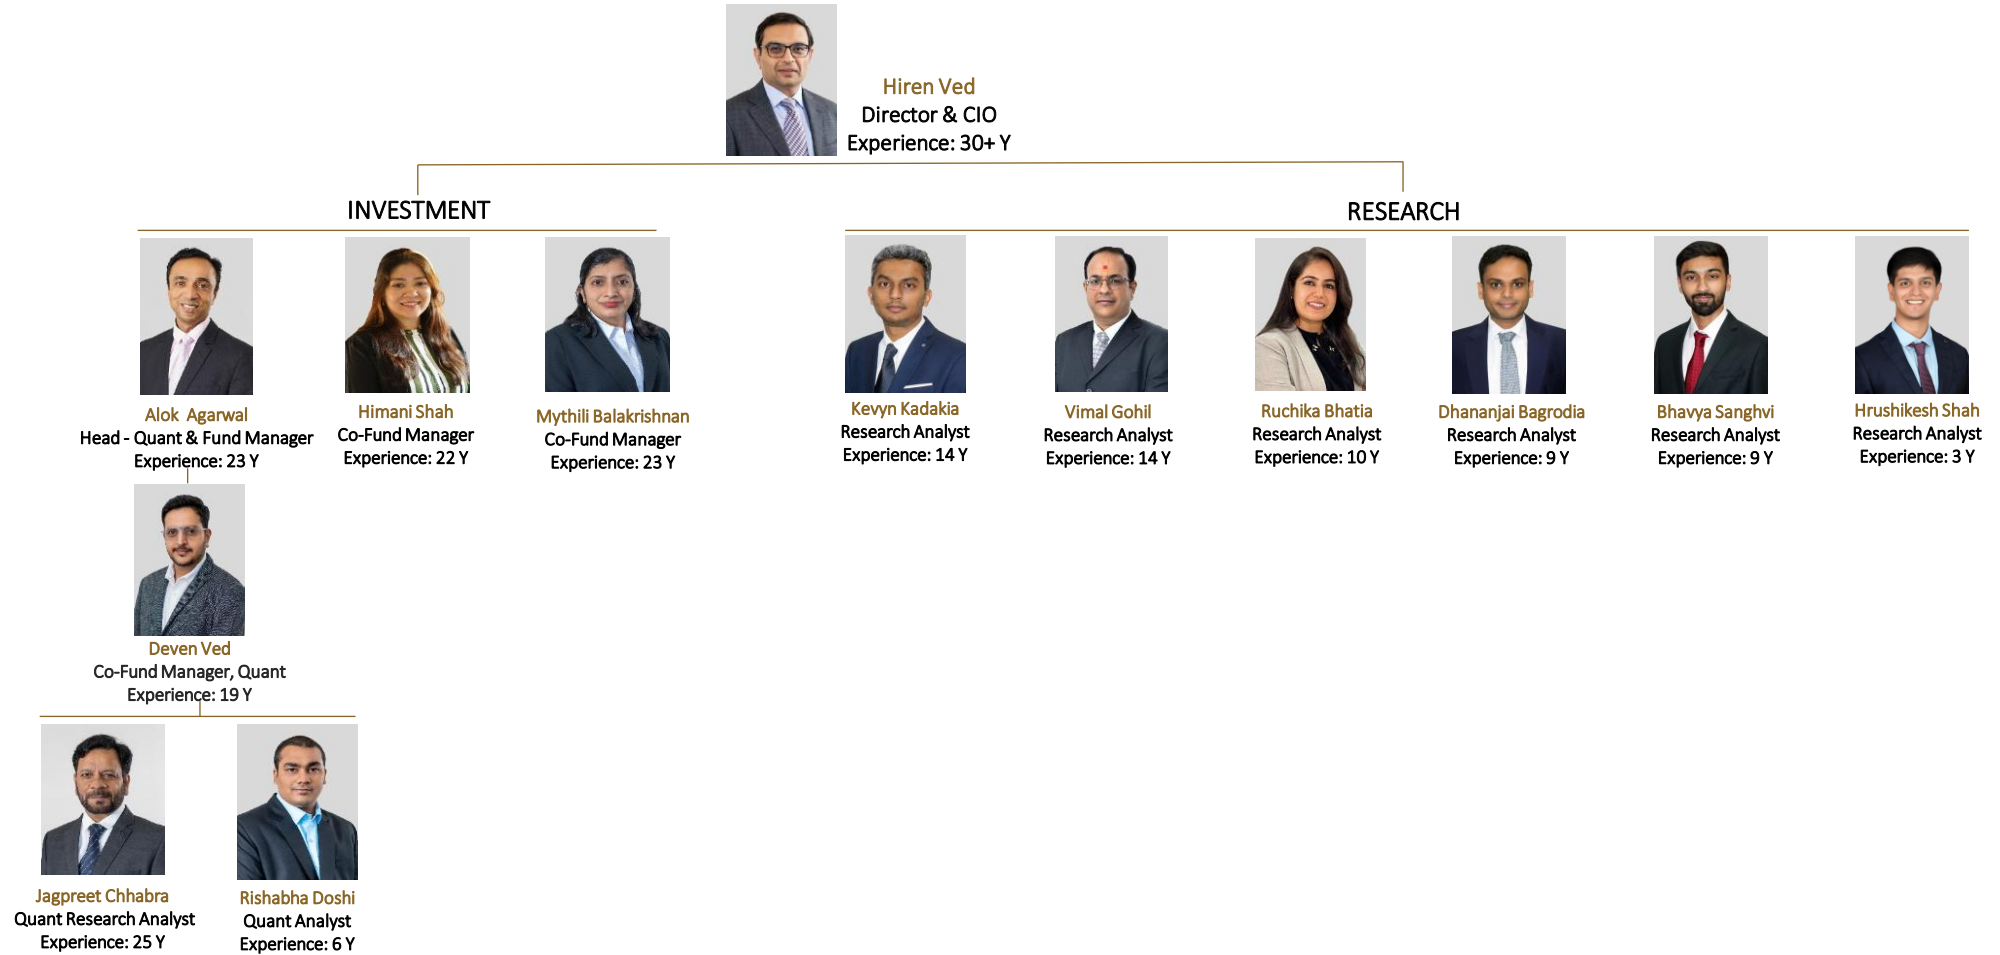 Hiren Ved
Director & CIO
Experience: 30+ Y
INVESTMENT
RESEARCH
Alok Agarwal
Head - Quant & Fund Manager
Experience: 23 Y
Himani Shah
Co-Fund Manager
Experience: 22 Y
Mythili Balakrishnan
Co-Fund Manager
Experience: 23 Y
Kevyn Kadakia
Research Analyst
Experience: 14 Y
Vimal Gohil
Research Analyst
Experience: 14 Y
Ruchika Bhatia
Research Analyst
Experience: 10 Y
Dhananjai Bagrodia
Research Analyst
Experience: 9 Y
Bhavya Sanghvi
Research Analyst
Experience: 9 Y
Hrushikesh Shah
Research Analyst
Experience: 3 Y
Deven Ved
Co-Fund Manager, Quant
Experience: 19 Y
Jagpreet Chhabra
Quant Research Analyst
Experience: 25 Y
Rishabha Doshi
Quant Analyst
Experience: 6 Y